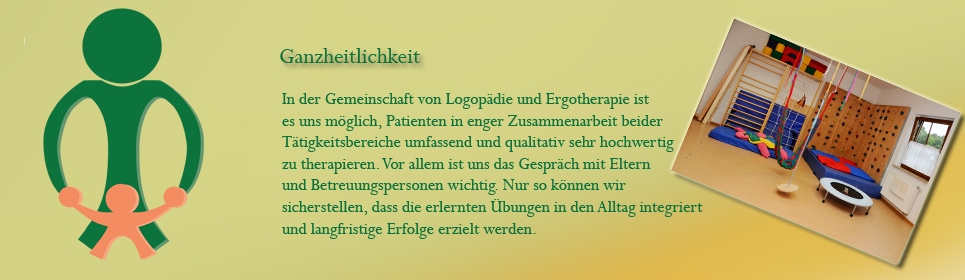 Ganzheitlichkeit
In der Gemeinschaft von Logopädie und Ergotherapie ist
es uns möglich, Patienten in enger Zusammenarbeit beider
Tätigkeitsbereiche umfassend und qualitativ sehr hochwertig
zu therapieren. Vor allem ist uns das Gespräch mit Eltern
und Betreuungspersonen wichtig. Nur so können wir
sicherstellen, dass die erlernten Übungen in den Alltag integriert
und langfristige Erfolge erzielt werden.